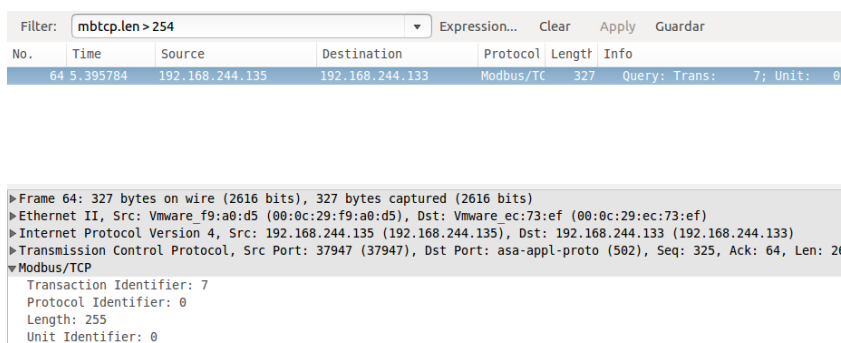 Filter: mbtcp.len > 254 Expression... Clear Apply Guardar
No. Time Source Destination Protocol Length Info
64 5.395784 192.168.244.135 192.168.244.133 Modbus/TC 327 Query: Trans: 7; Unit: 0
Frame 64: 327 bytes on wire (2616 bits), 327 bytes captured (2616 bits)
Ethernet II, Src: Vmware_f9:a0:d5 (00:0c:29:f9:a0:d5), Dst: Vmware_ec:73:ef (00:0c:29:ec:73:ef)
Internet Protocol Version 4, Src: 192.168.244.135 (192.168.244.135), Dst: 192.168.244.133 (192.168.244.133)
Transmission Control Protocol, Src Port: 37947 (37947), Dst Port: asa-appl-proto (502), Seq: 325, Ack: 64, Len: 26
Modbus/TCP
Transaction Identifier: 7
Protocol Identifier: 0
Length: 255
Unit Identifier: 0